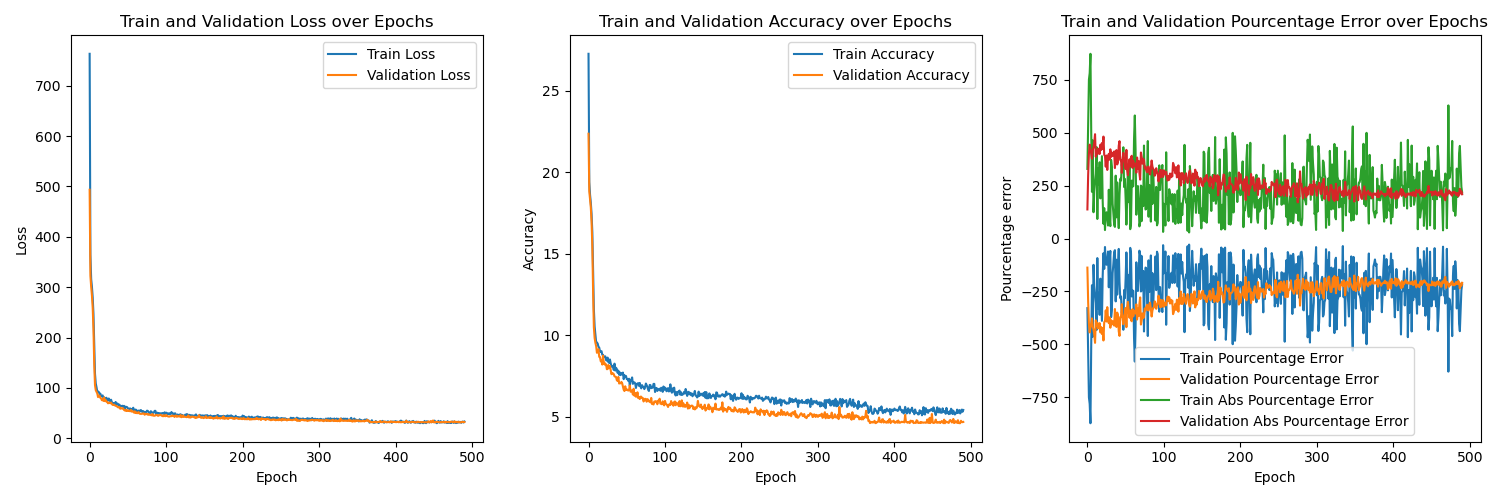 Train and Validation Loss over Epochs
Loss
700
600
500
400
300
200
100
0
0 100 200 300 400 500
Epoch
Train Loss
Validation Loss
Train and Validation Accuracy over Epochs
Accuracy
25
20
15
10
5
0 100 200 300 400 500
Epoch
Train Accuracy
Validation Accuracy
Train and Validation Pourcentage Error over Epochs
Pourcentage error
750
500
250
0
−250
−500
−750
0 100 200 300 400 500
Epoch
Train Pourcentage Error
Validation Pourcentage Error
Train Abs Pourcentage Error
Validation Abs Pourcentage Error